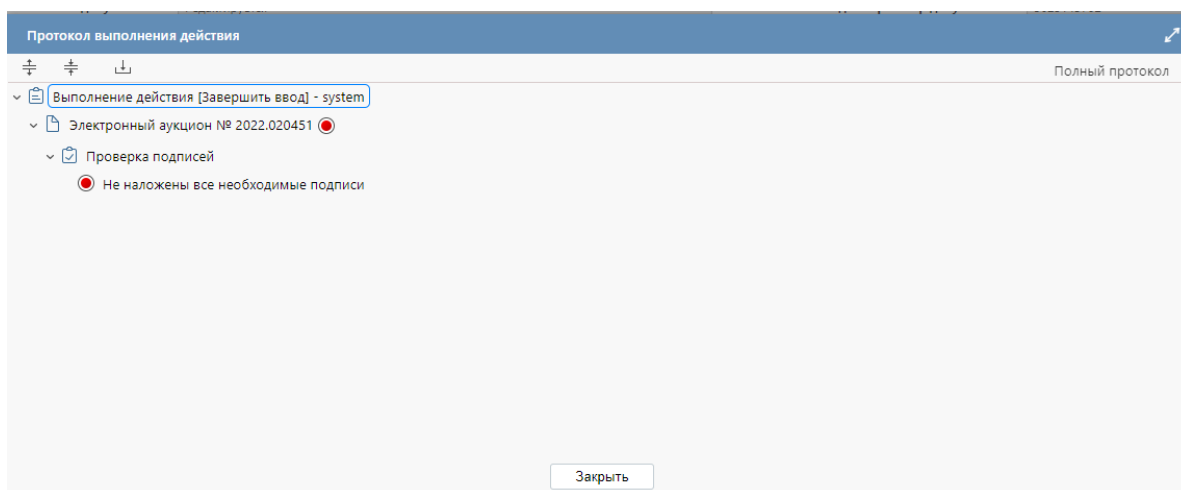 Протокол выполнения действия
Полный протокол
Выполнение действия [Завершить ввод] - system
Электронный аукцион № 2022.020451
Проверка подписей
Не наложены все необходимые подписи
Закрыть